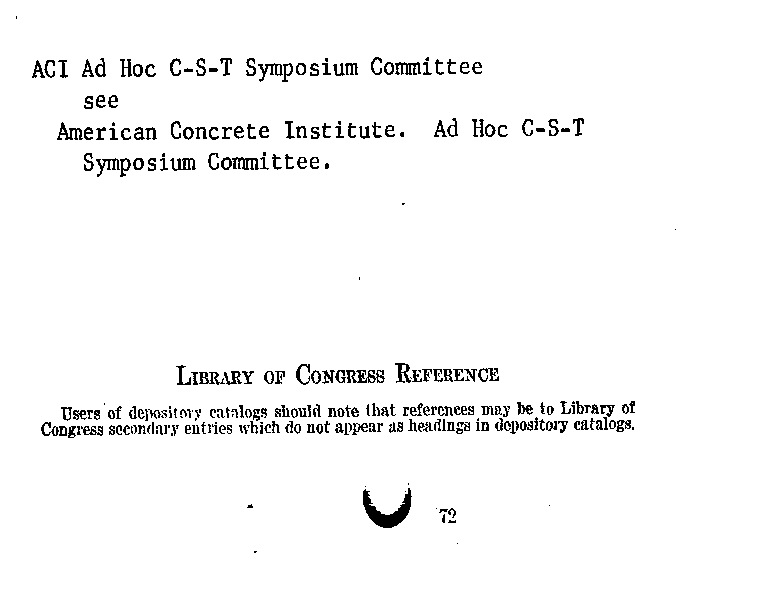 ACI Ad Hoc C-S-T Symposium Committee
see
American Concrete Institute. Ad Hoc C-S-T
Symposium Committee.
LIBRARY OF CONGRESS REFERENCE
Users of depository catalogs should note that references may be to Library of
Congress secondary entries which do not appear as headings in depository catalogs.
72